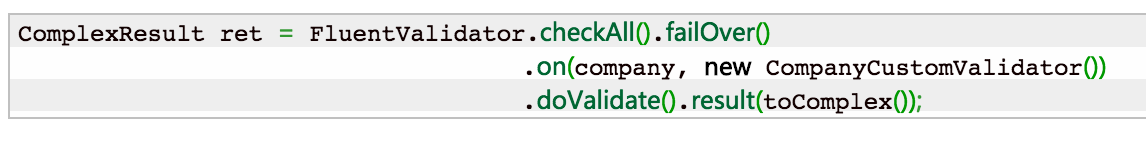 ComplexResult ret = FluentValidator.checkAll().failOver()
.on(company, new CompanyCustomValidator())
.doValidate().result(toComplex());